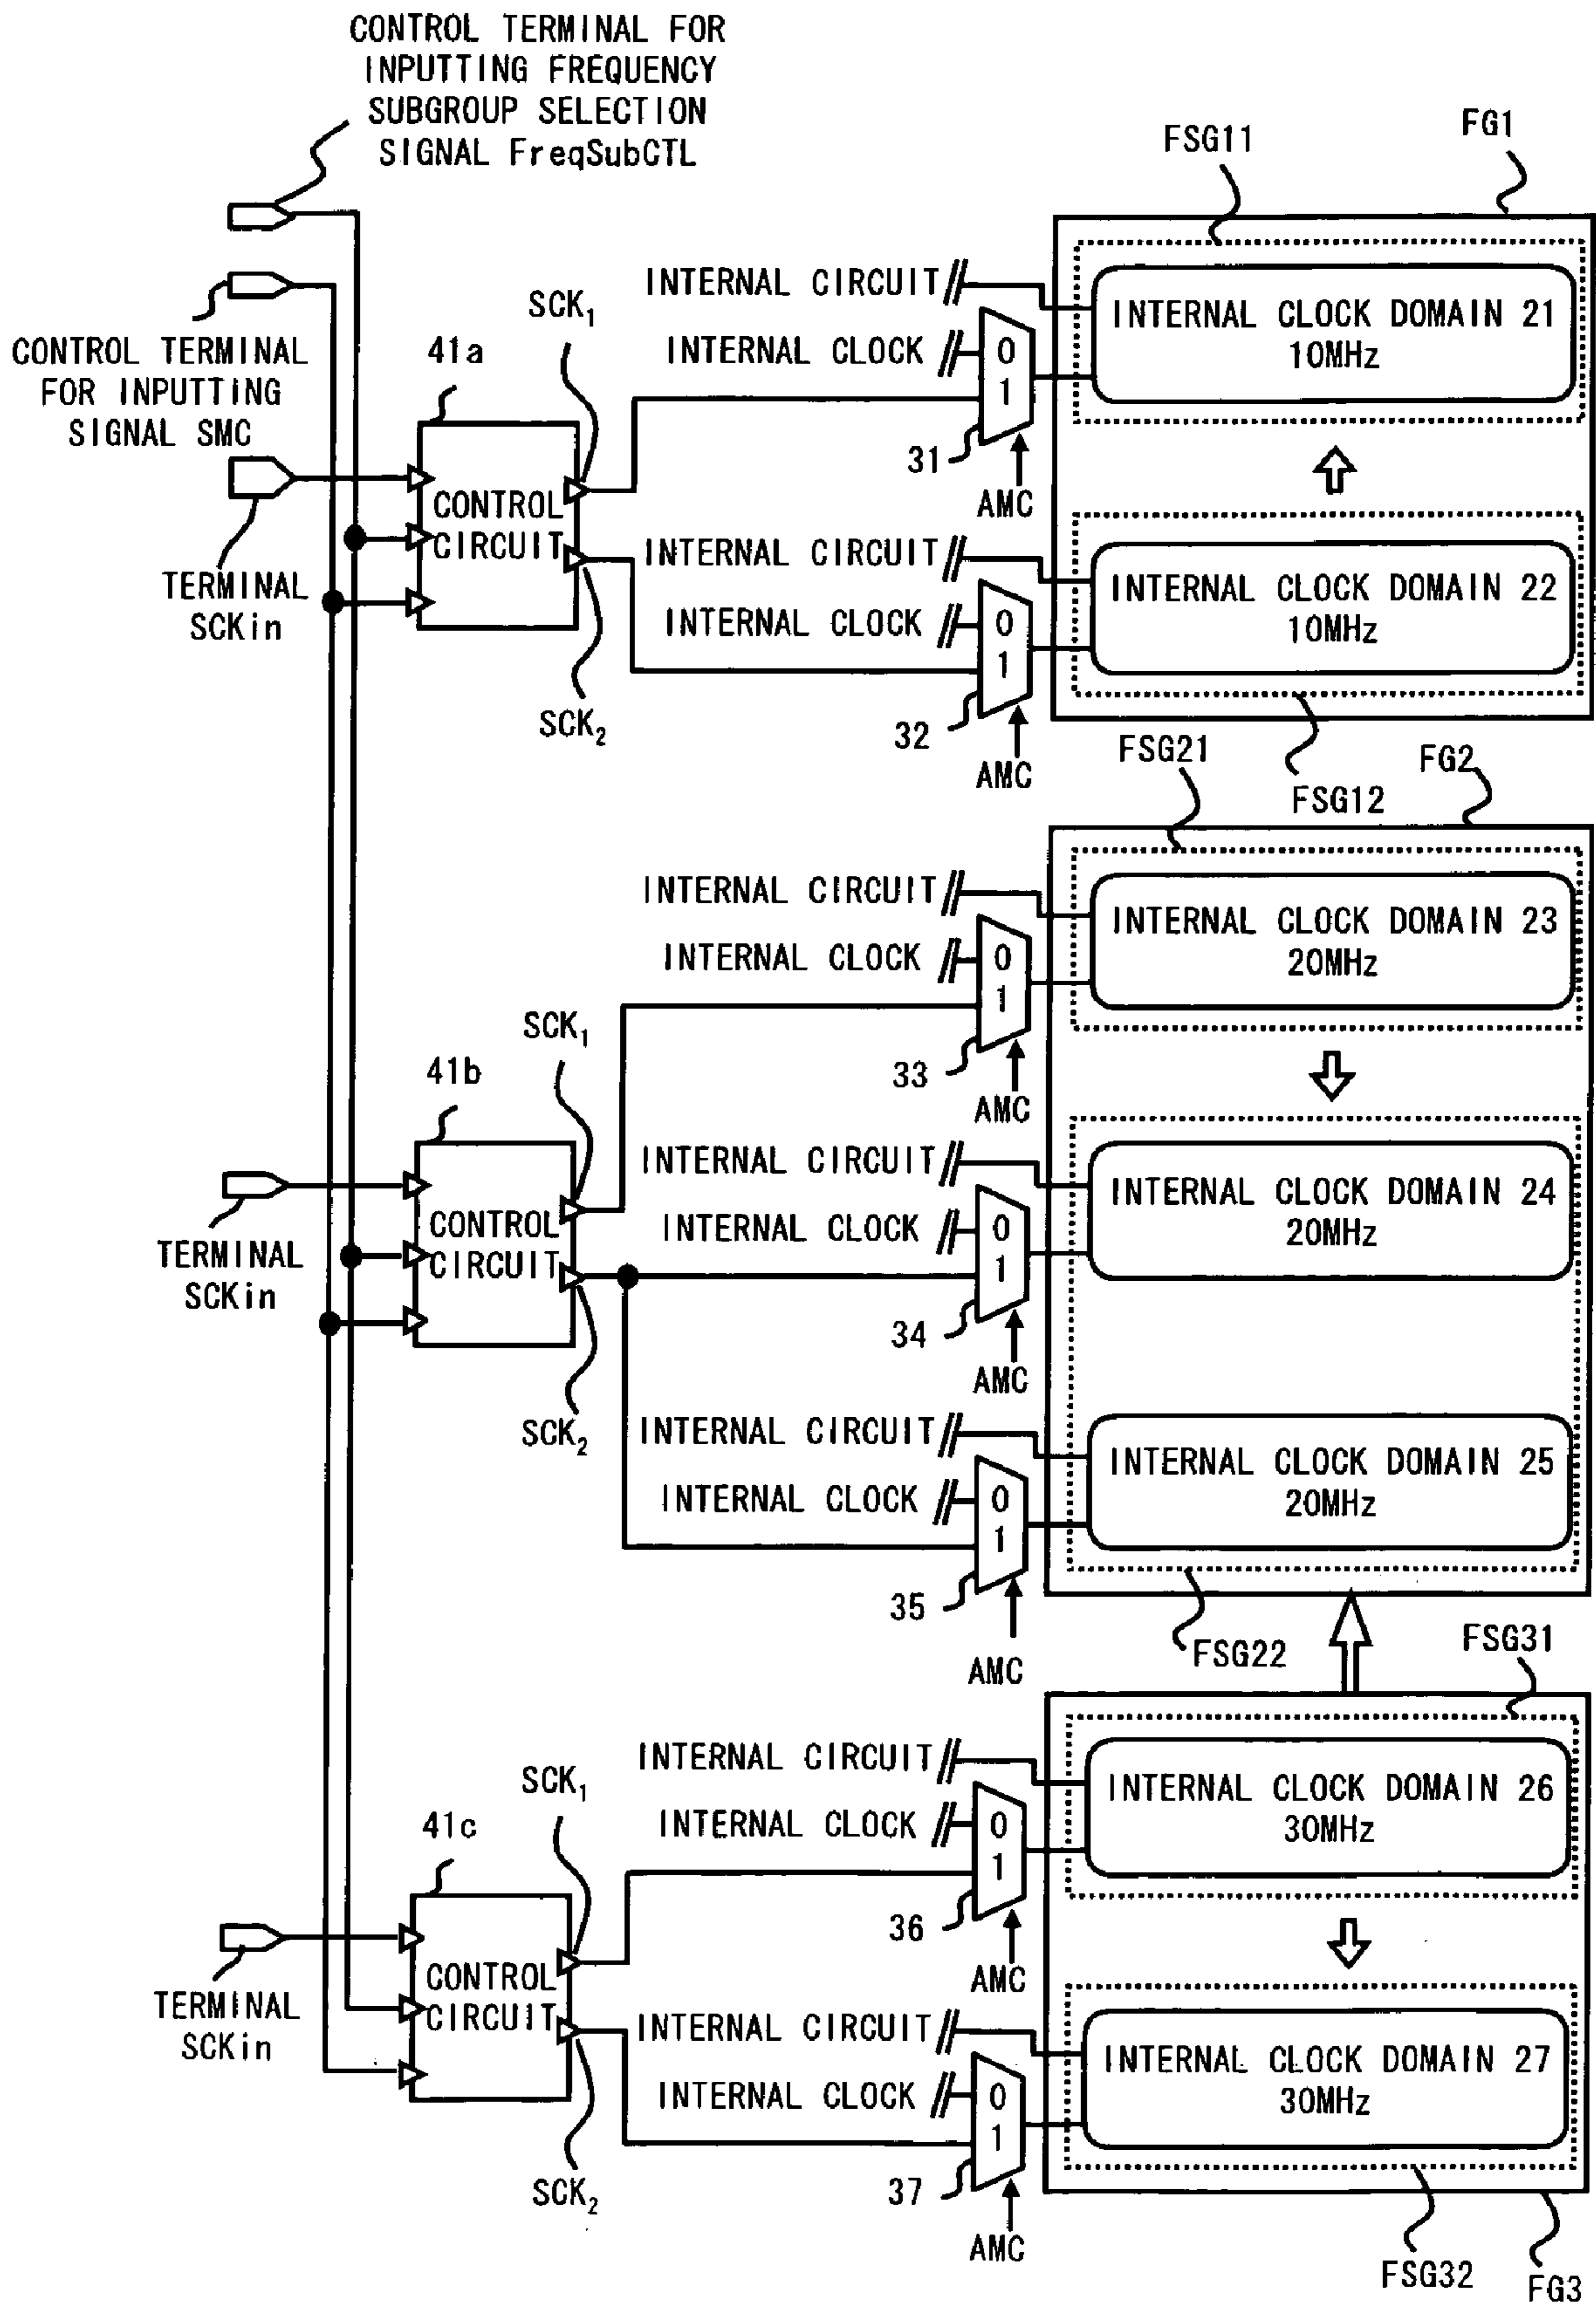 CONTROL TERMINAL FOR
INPUTTING FREQUENCY
SUBGROUP SELECTION
SIGNAL FreqSubCTL
CONTROL TERMINAL
FOR INPUTTING
SIGNAL SMC
TERMINAL
SCKin
41a
CONTROL
CIRCUIT
SCK1
SCK2
INTERNAL CIRCUIT
INTERNAL CLOCK
0
1
31
AMC
FSG11
FG1
INTERNAL CLOCK DOMAIN 21
10MHz
INTERNAL CIRCUIT
INTERNAL CLOCK
0
1
32
AMC
INTERNAL CLOCK DOMAIN 22
10MHz
FSG12
FSG21
FG2
INTERNAL CIRCUIT
INTERNAL CLOCK
0
1
33
AMC
INTERNAL CLOCK DOMAIN 23
20MHz
TERMINAL
SCKin
41b
CONTROL
CIRCUIT
SCK1
SCK2
INTERNAL CIRCUIT
INTERNAL CLOCK
0
1
34
AMC
INTERNAL CLOCK DOMAIN 24
20MHz
INTERNAL CIRCUIT
INTERNAL CLOCK
0
1
35
AMC
INTERNAL CLOCK DOMAIN 25
20MHz
FSG22
FSG31
TERMINAL
SCKin
41c
CONTROL
CIRCUIT
SCK1
SCK2
INTERNAL CIRCUIT
INTERNAL CLOCK
0
1
36
AMC
INTERNAL CLOCK DOMAIN 26
30MHz
INTERNAL CIRCUIT
INTERNAL CLOCK
0
1
37
AMC
INTERNAL CLOCK DOMAIN 27
30MHz
FSG32
FG3